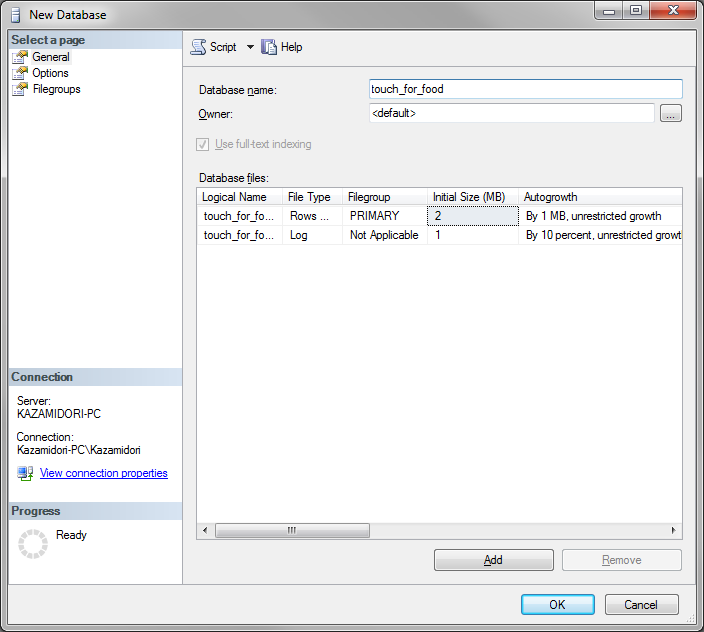 New Database
Select a page
General
Options
Filegroups
Script Help
Database name: touch_for_food
Owner: <default> ...
Use full-text indexing
Database files:
Logical Name File Type Filegroup Initial Size (MB) Autogrowth
touch_for_fo... Rows ... PRIMARY 2 By 1 MB, unrestricted growth
touch_for_fo... Log Not Applicable 1 By 10 percent, unrestricted growt
Connection
Server:
KAZAMIDORI-PC
Connection:
Kazamidori-PC\Kazamidori
View connection properties
Progress
Ready
Add Remove
OK Cancel